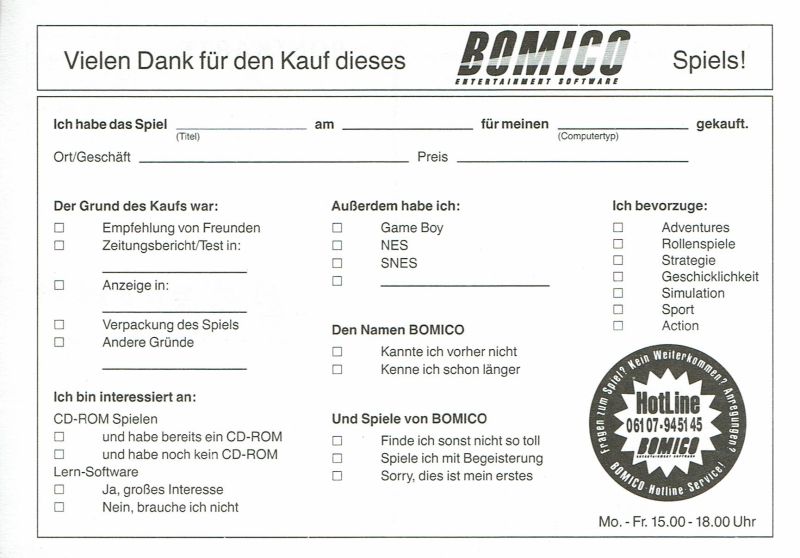 Vielen Dank für den Kauf dieses BOMICO Spiels!
ENTERTAINMENT SOFTWARE
Ich habe das Spiel ____________ am ____________ für meinen ____________ gekauft.
(Titel) (Computertyp)
Ort/Geschäft ____________ Preis ____________
Der Grund des Kaufs war:
Empfehlung von Freunden
Zeitungsbericht/Test in:
Anzeige in:
Verpackung des Spiels
Andere Gründe
Ich bin interessiert an:
CD-ROM Spielen
und habe bereits ein CD-ROM
und habe noch kein CD-ROM
Lern-Software
Ja, großes Interesse
Nein, brauche ich nicht
Außerdem habe ich:
Game Boy
NES
SNES
Den Namen BOMICO
Kannte ich vorher nicht
Kenne ich schon länger
Und Spiele von BOMICO
Finde ich sonst nicht so toll
Spiele ich mit Begeisterung
Sorry, dies ist mein erstes
Ich bevorzuge:
Adventures
Rollenspiele
Strategie
Geschicklichkeit
Simulation
Sport
Action
Fragen zum Spiel? Kein Weiterkommen? Anregungen?
HotLine
06107-945145
BOMICO
ENTERTAINMENT SOFTWARE
BOMICO-Hotline-Service!
Mo. - Fr. 15.00 - 18.00 Uhr